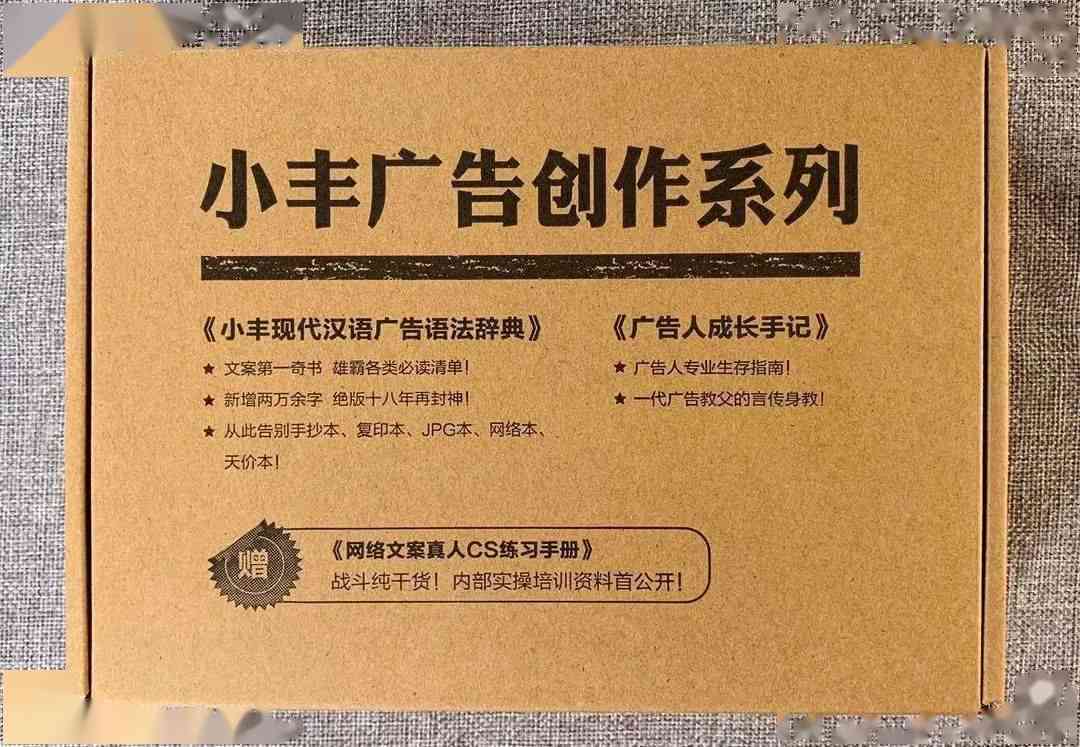 小丰广告创作系列
《小丰现代汉语广告语法辞典》
★ 文案第一奇书 雄霸各类必读清单！
★ 新增两万余字 绝版十八年再封神！
★ 从此告别手抄本、复印本、JPG本、网络本、
天价本！
《广告人成长手记》
★ 广告人专业生存指南！
★ 一代广告教父的言传身教！
赠
《网络文案真人CS练习手册》
战斗纯干货！内部实操培训资料首公开！